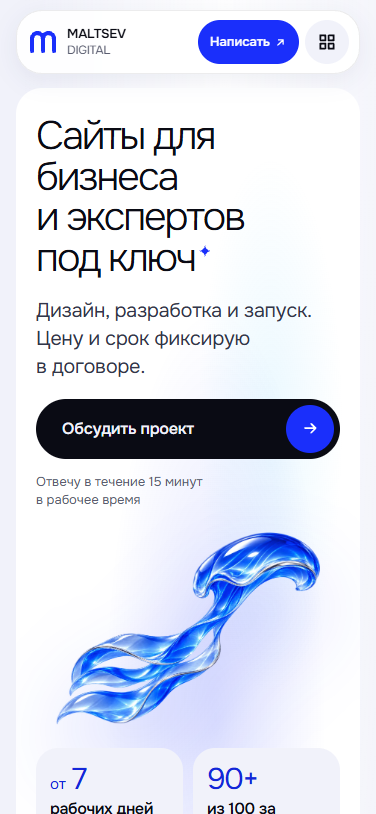 MALTSEV
DIGITAL
Написать ↗
Сайты для
бизнеса
и экспертов
под ключ
Дизайн, разработка и запуск.
Цену и срок фиксирую
в договоре.
Обсудить проект →
Отвечу в течение 15 минут
в рабочее время
от 7
рабочих дней
90+
из 100 за